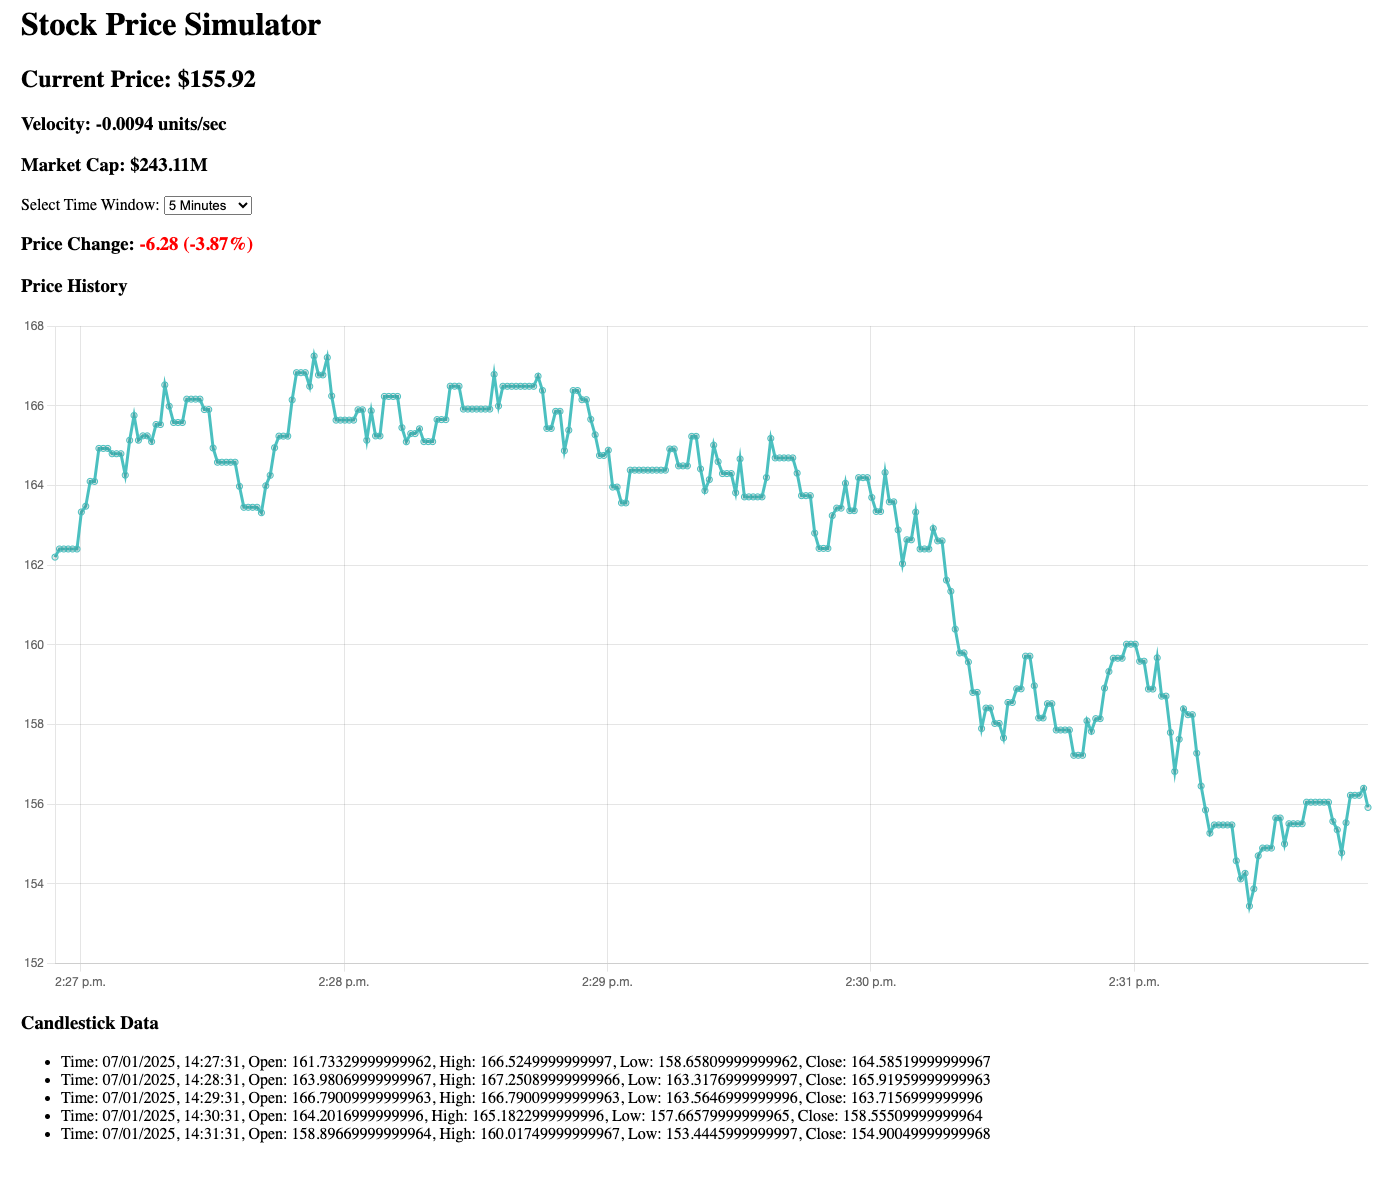 Stock Price Simulator
Current Price: $155.92
Velocity: -0.0094 units/sec
Market Cap: $243.11M
Select Time Window: 5 Minutes
Price Change: -6.28 (-3.87%)
Price History
168
166
164
162
160
158
156
154
152
2:27 p.m. 2:28 p.m. 2:29 p.m. 2:30 p.m. 2:31 p.m.
Candlestick Data
• Time: 07/01/2025, 14:27:31, Open: 161.73329999999962, High: 166.5249999999997, Low: 158.65809999999962, Close: 164.58519999999967
• Time: 07/01/2025, 14:28:31, Open: 163.98069999999967, High: 167.25089999999966, Low: 163.3176999999997, Close: 165.91959999999963
• Time: 07/01/2025, 14:29:31, Open: 166.79009999999963, High: 166.79009999999963, Low: 163.5646999999996, Close: 163.7156999999996
• Time: 07/01/2025, 14:30:31, Open: 164.2016999999996, High: 165.1822999999996, Low: 157.66579999999965, Close: 158.55509999999964
• Time: 07/01/2025, 14:31:31, Open: 158.89669999999964, High: 160.01749999999967, Low: 153.4445999999997, Close: 154.90049999999968